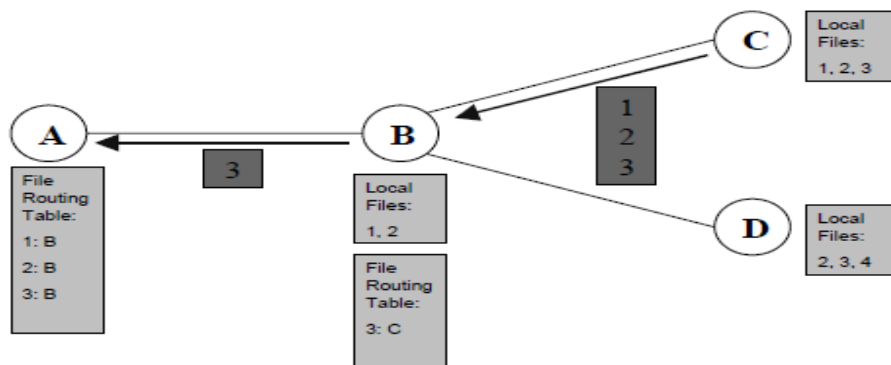 C
Local
Files:
1, 2, 3
1
2
3
A
B
3
File
Routing
Table:
1: B
2: B
3: B
Local
Files:
1, 2
File
Routing
Table:
3: C
D
Local
Files:
2, 3, 4